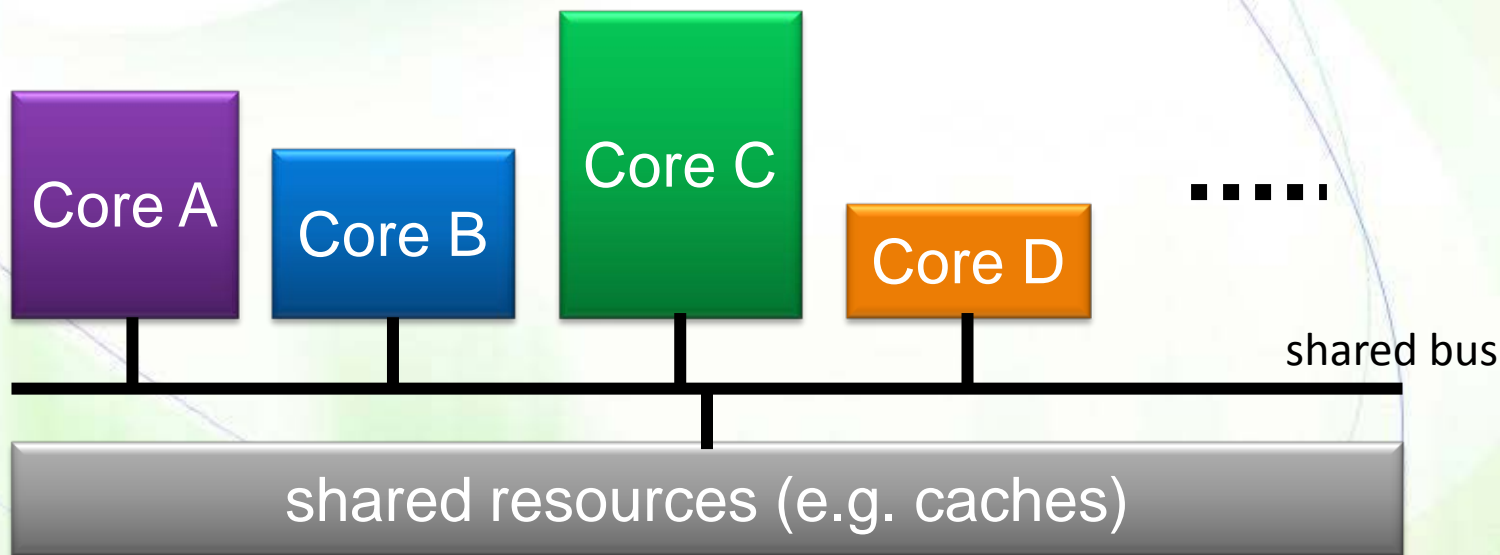 Core A
Core B
Core C
Core D
shared bus
shared resources (e.g. caches)